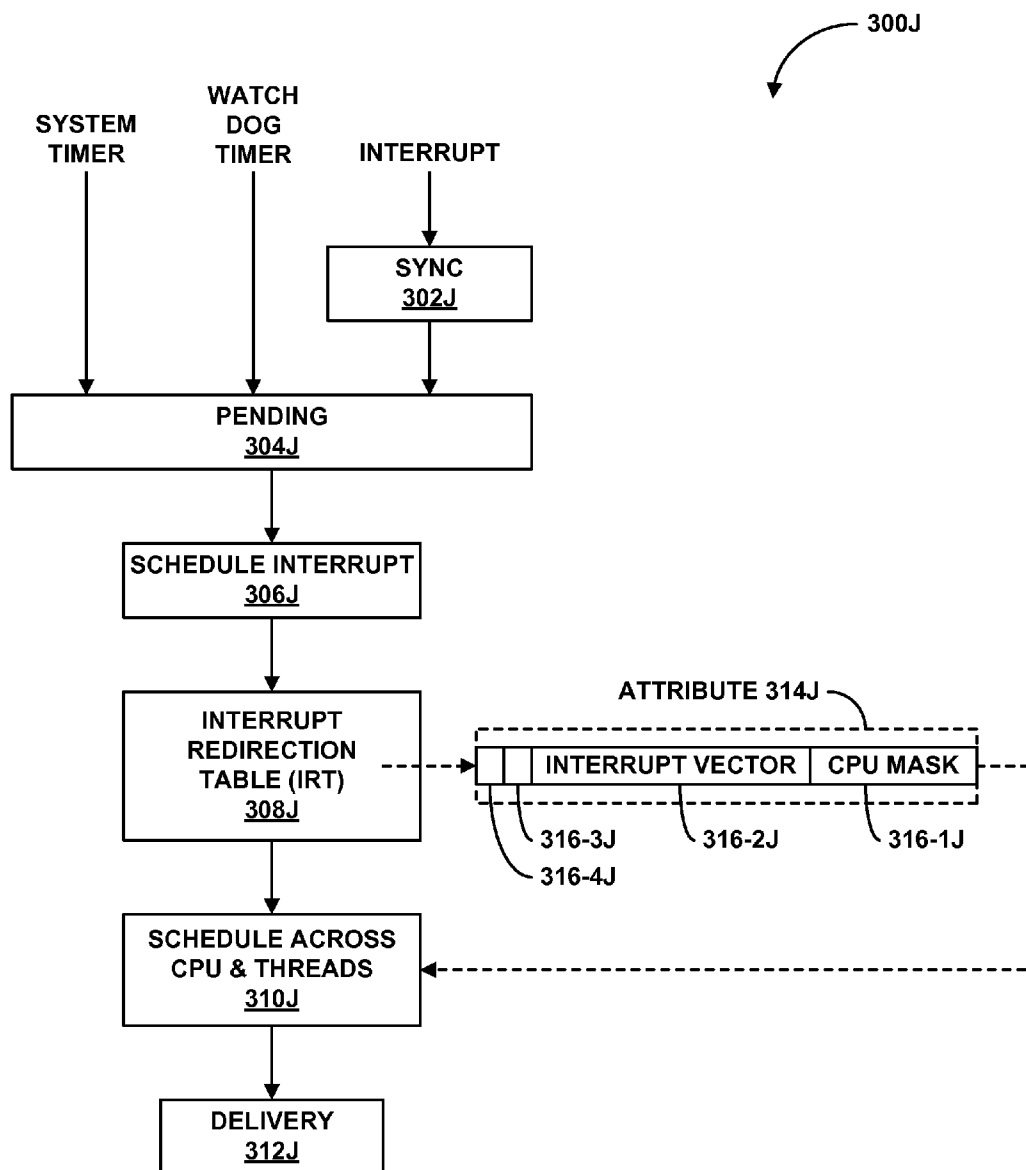 300J
SYSTEM
TIMER
WATCH
DOG
TIMER
INTERRUPT
SYNC
302J
PENDING
304J
SCHEDULE INTERRUPT
306J
INTERRUPT
REDIRECTION
TABLE (IRT)
308J
ATTRIBUTE 314J
INTERRUPT VECTOR
CPU MASK
316-3J
316-2J
316-1J
316-4J
SCHEDULE ACROSS
CPU & THREADS
310J
DELIVERY
312J